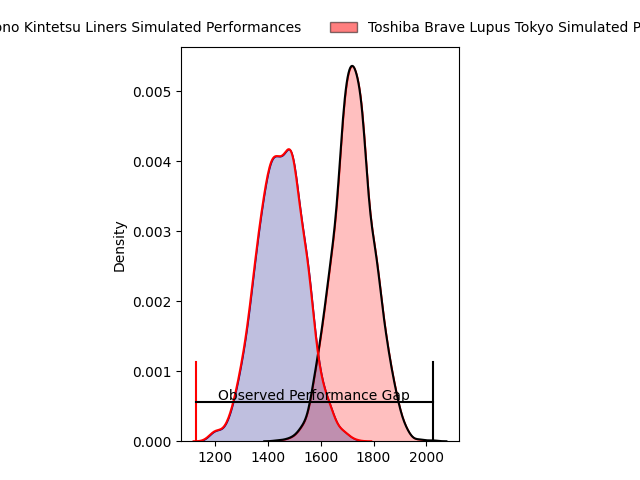 Kintetsu Liners Simulated Performances
Toshiba Brave Lupus Tokyo Simulated
Density
0.005
0.004
0.003
0.002
0.001
0.000
Observed Performance Gap
1200 1400 1600 1800 2000